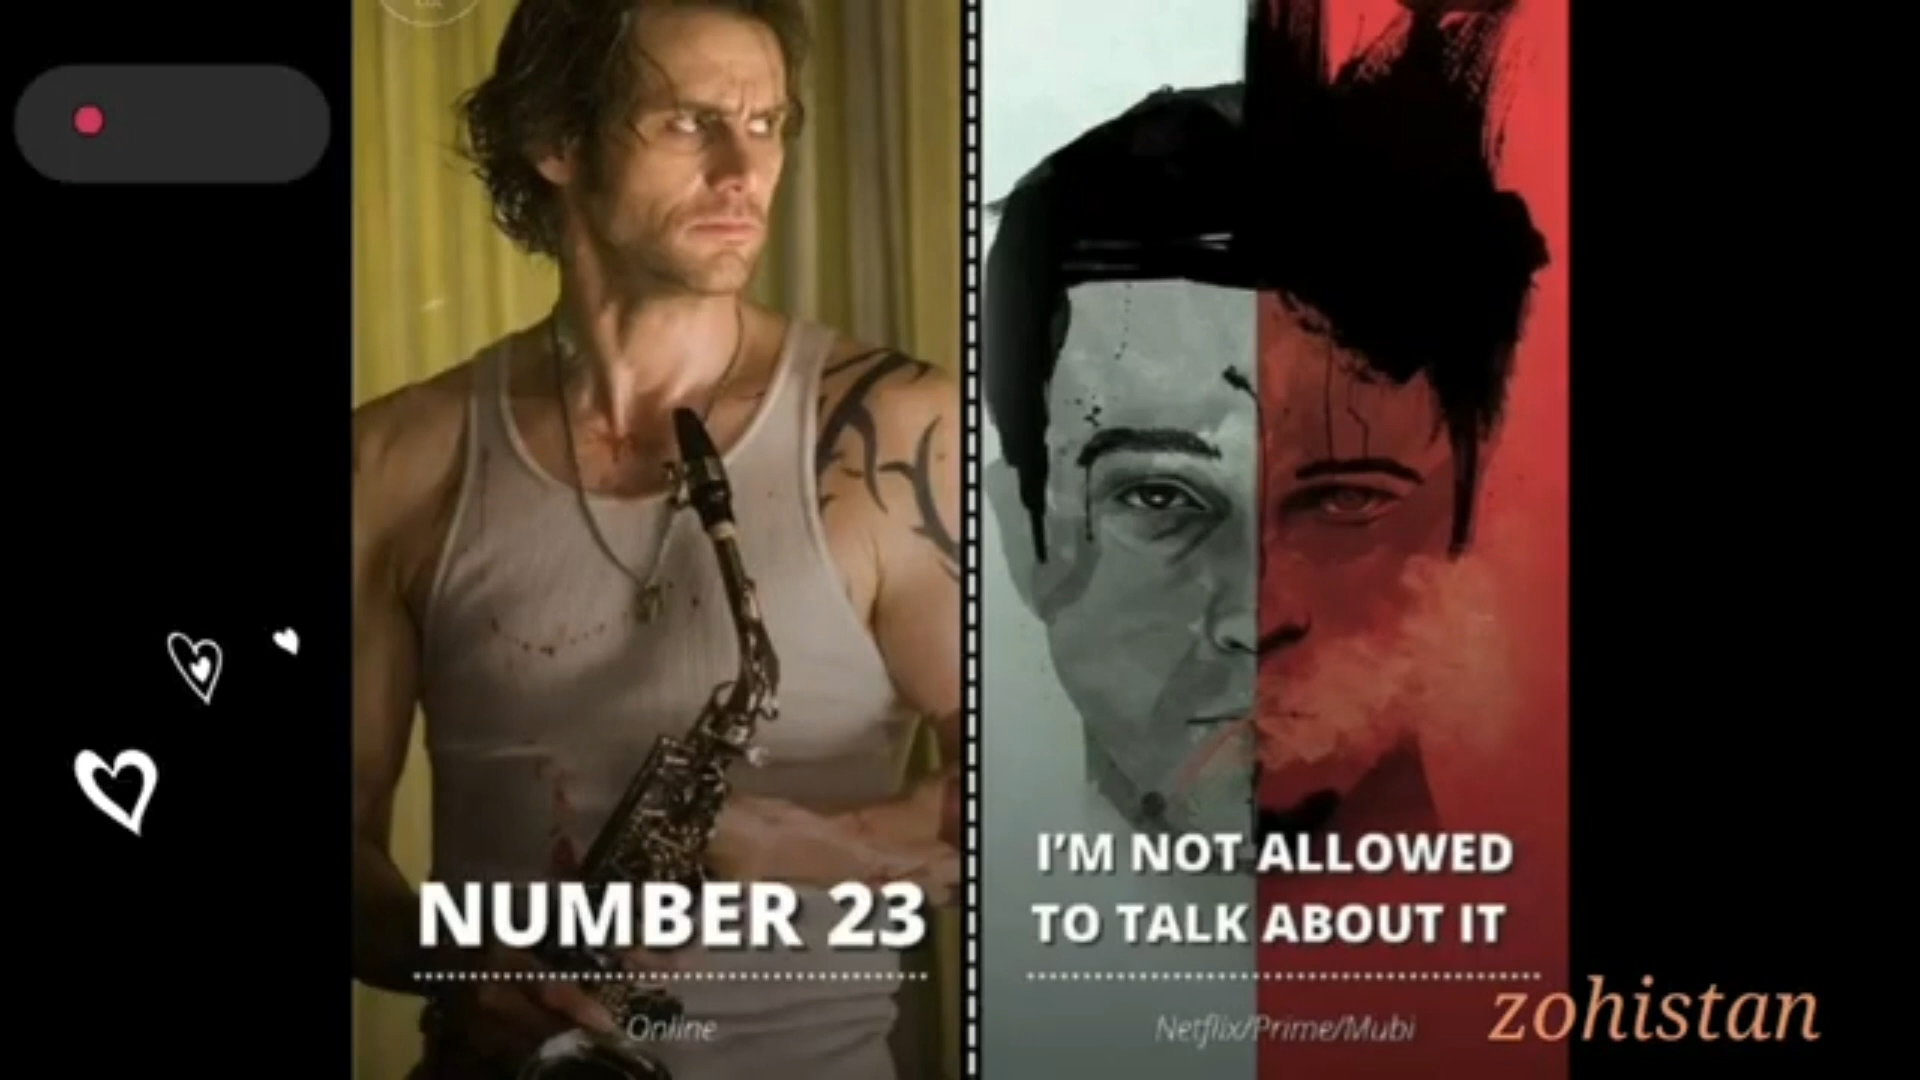 NUMBER 23
Online
I'M NOT ALLOWED
TO TALK ABOUT IT
Netflix/Prime/Mubi
zohistan